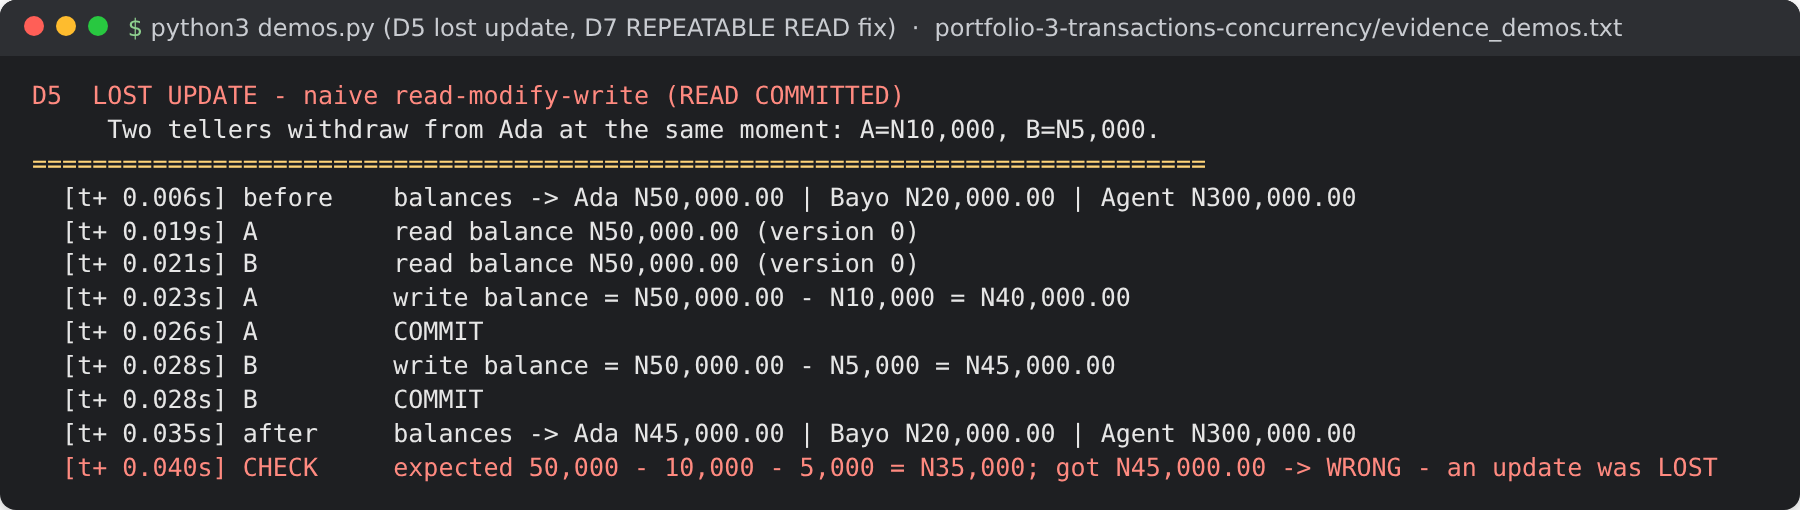 $ python3 demos.py (D5 lost update, D7 REPEATABLE READ fix)  ·  portfolio-3-transactions-concurrency/evidence_demos.txt
D5  LOST UPDATE - naive read-modify-write (READ COMMITTED)
     Two tellers withdraw from Ada at the same moment: A=N10,000, B=N5,000.
==============================================================================
  [t+ 0.006s] before    balances -> Ada N50,000.00 | Bayo N20,000.00 | Agent N300,000.00
  [t+ 0.019s] A         read balance N50,000.00 (version 0)
  [t+ 0.021s] B         read balance N50,000.00 (version 0)
  [t+ 0.023s] A         write balance = N50,000.00 - N10,000 = N40,000.00
  [t+ 0.026s] A         COMMIT
  [t+ 0.028s] B         write balance = N50,000.00 - N5,000 = N45,000.00
  [t+ 0.028s] B         COMMIT
  [t+ 0.035s] after     balances -> Ada N45,000.00 | Bayo N20,000.00 | Agent N300,000.00
  [t+ 0.040s] CHECK     expected 50,000 - 10,000 - 5,000 = N35,000; got N45,000.00 -> WRONG - an update was LOST